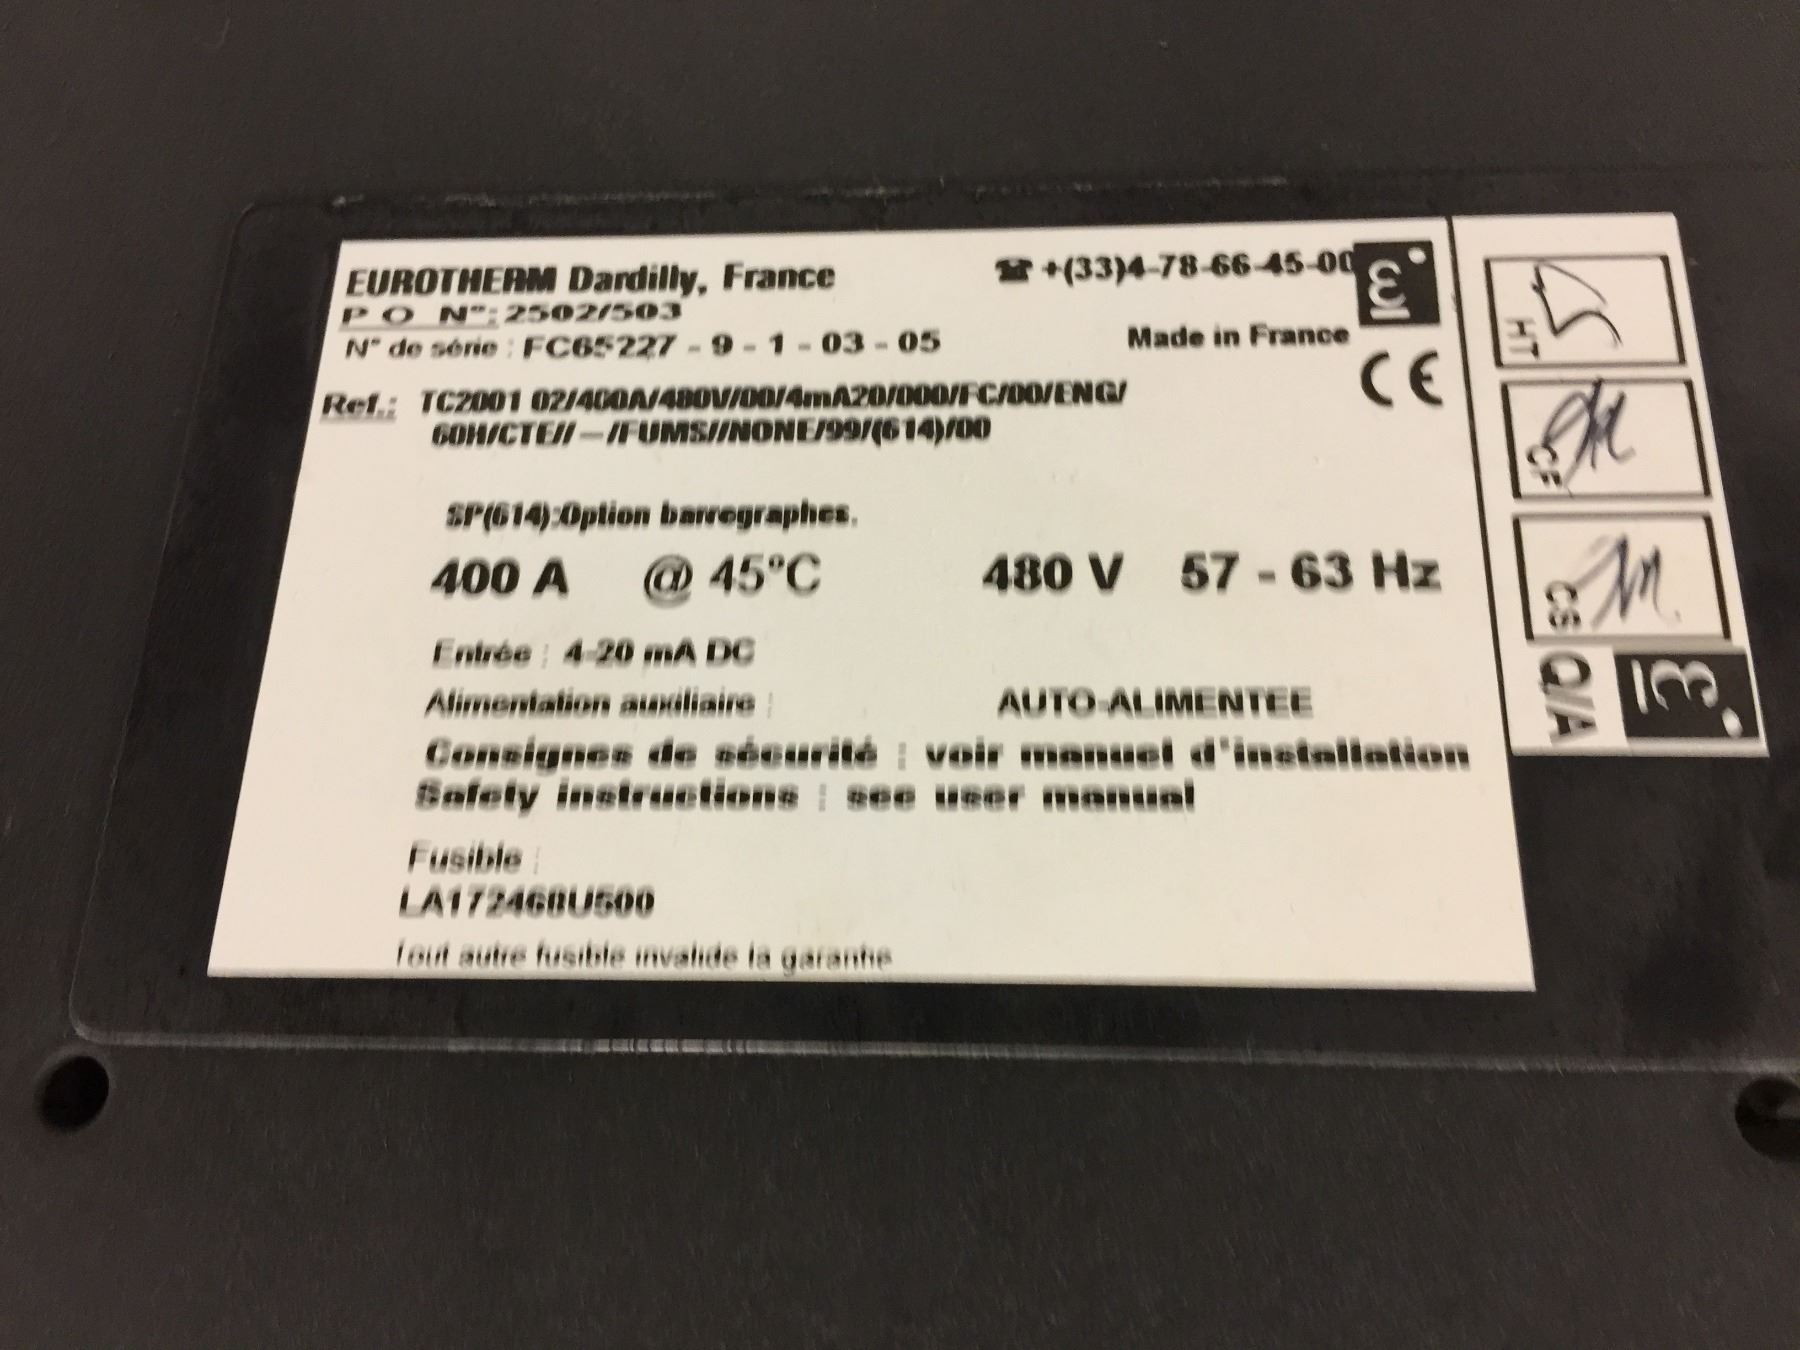 EUROTHERM Dardilly, France
☎ +(33)4-78-66-45-00
P O N°: 2502/503
N° de série : FC65227 - 9 - 1 - 03 - 05
Made in France
CE
Ref.: TC2001 02/400A/480V/00/4mA20/000/FC/00/ENG/
60H/CTE// – //FUMS//NONE/99/(614)/00
SP(614):Option barregraphes.
400 A @ 45°C 480 V 57 - 63 Hz
Entrée : 4-20 mA DC
Alimentation auxiliaire : AUTO-ALIMENTEE
Consignes de sécurité : voir manuel d'installation
Safety instructions : see user manual
Fusible :
LA172468U500
Tout autre fusible invalide la garantie
HT
CF
CS
Q/A